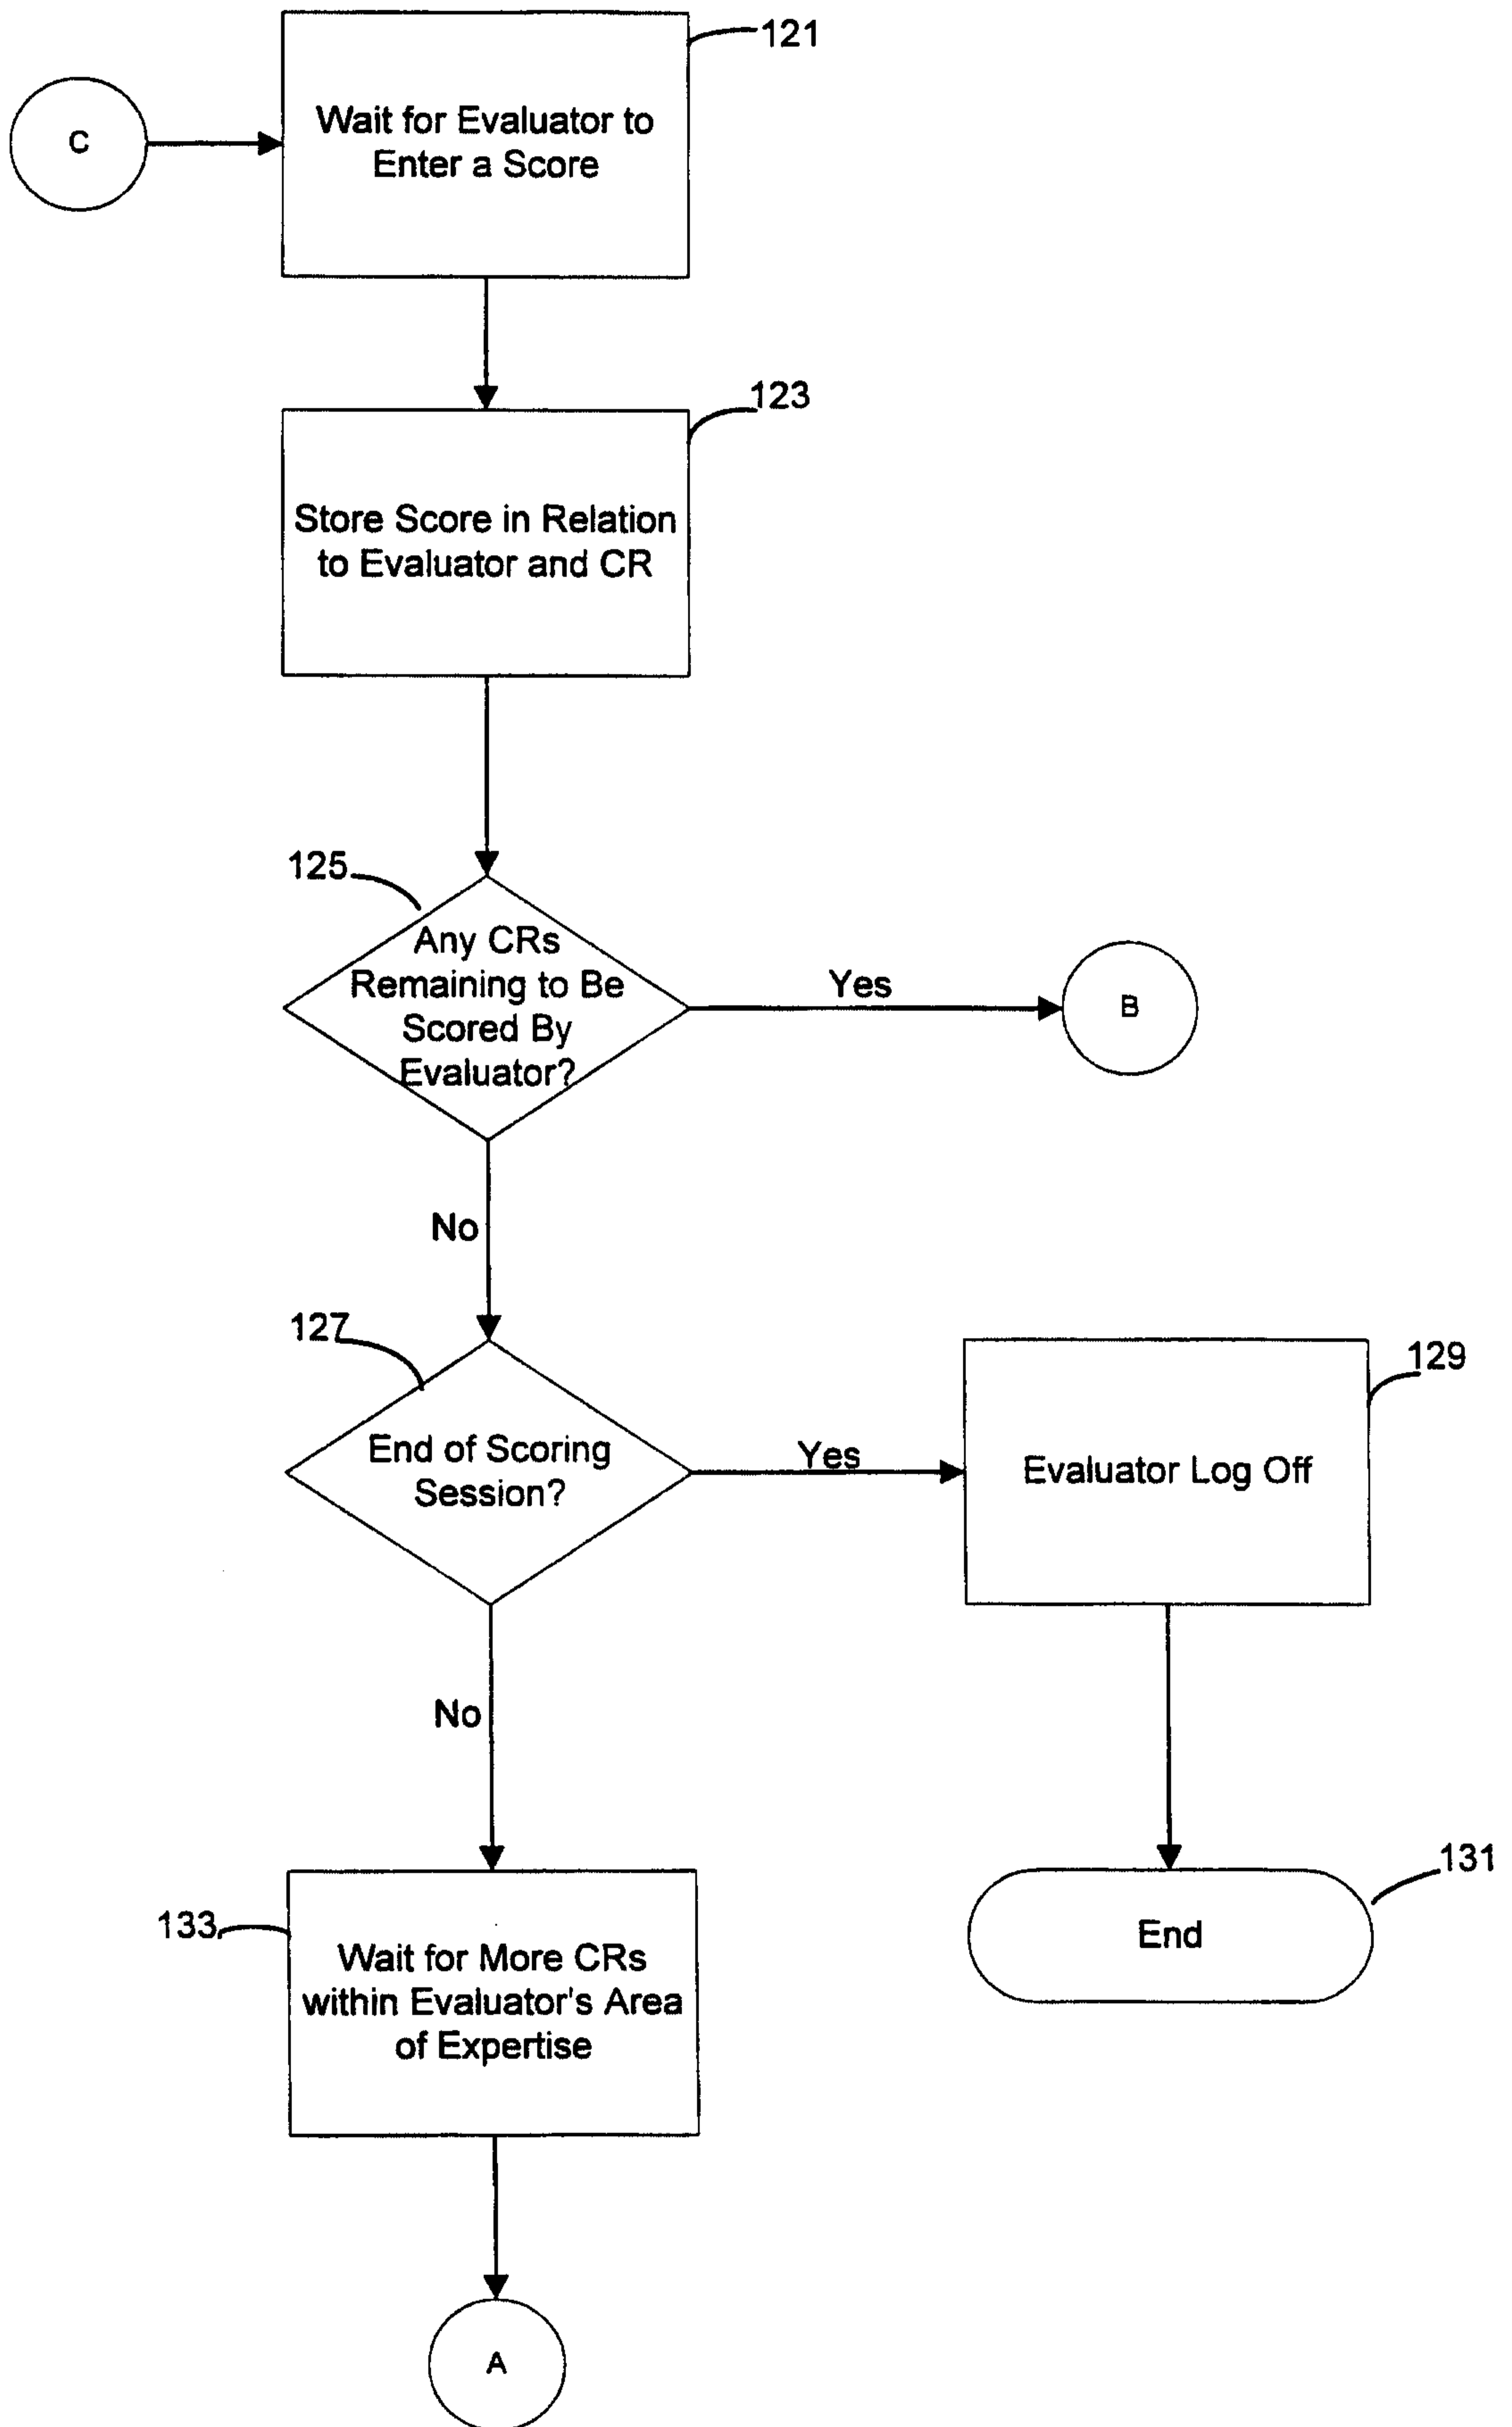 121
C
Wait for Evaluator to
Enter a Score
123
Store Score in Relation
to Evaluator and CR
125
Any CRs
Remaining to Be
Scored By
Evaluator?
Yes
B
No
127
End of Scoring
Session?
Yes
129
Evaluator Log Off
No
131
End
133
Wait for More CRs
within Evaluator's Area
of Expertise
A